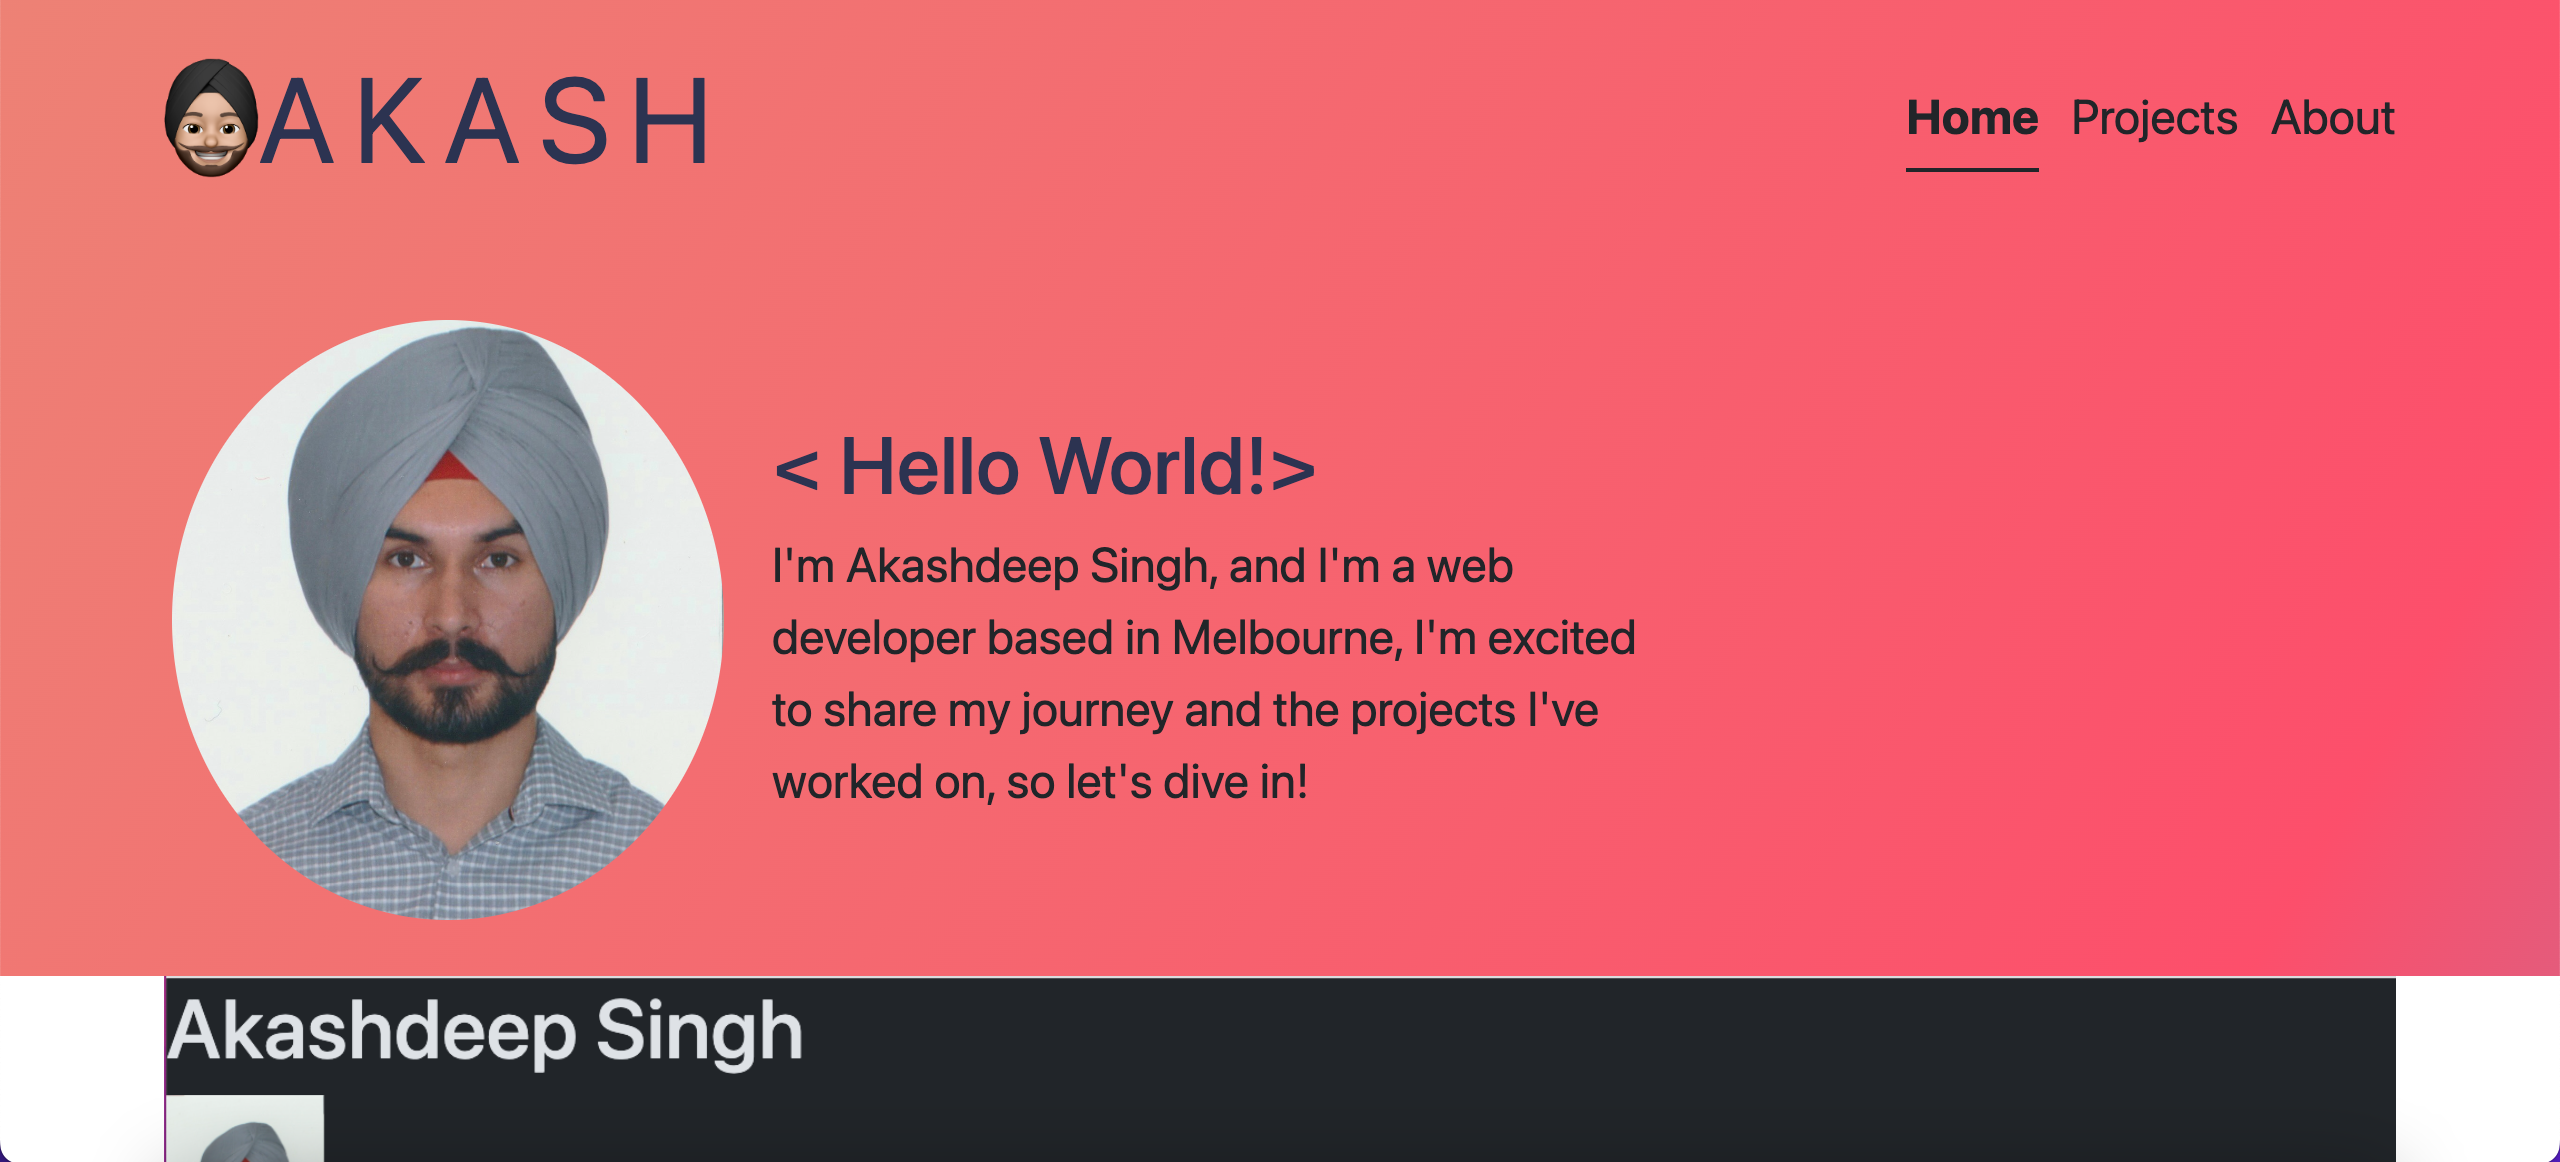 AKASH
Home Projects About
< Hello World!>
I'm Akashdeep Singh, and I'm a web
developer based in Melbourne, I'm excited
to share my journey and the projects I've
worked on, so let's dive in!
Akashdeep Singh